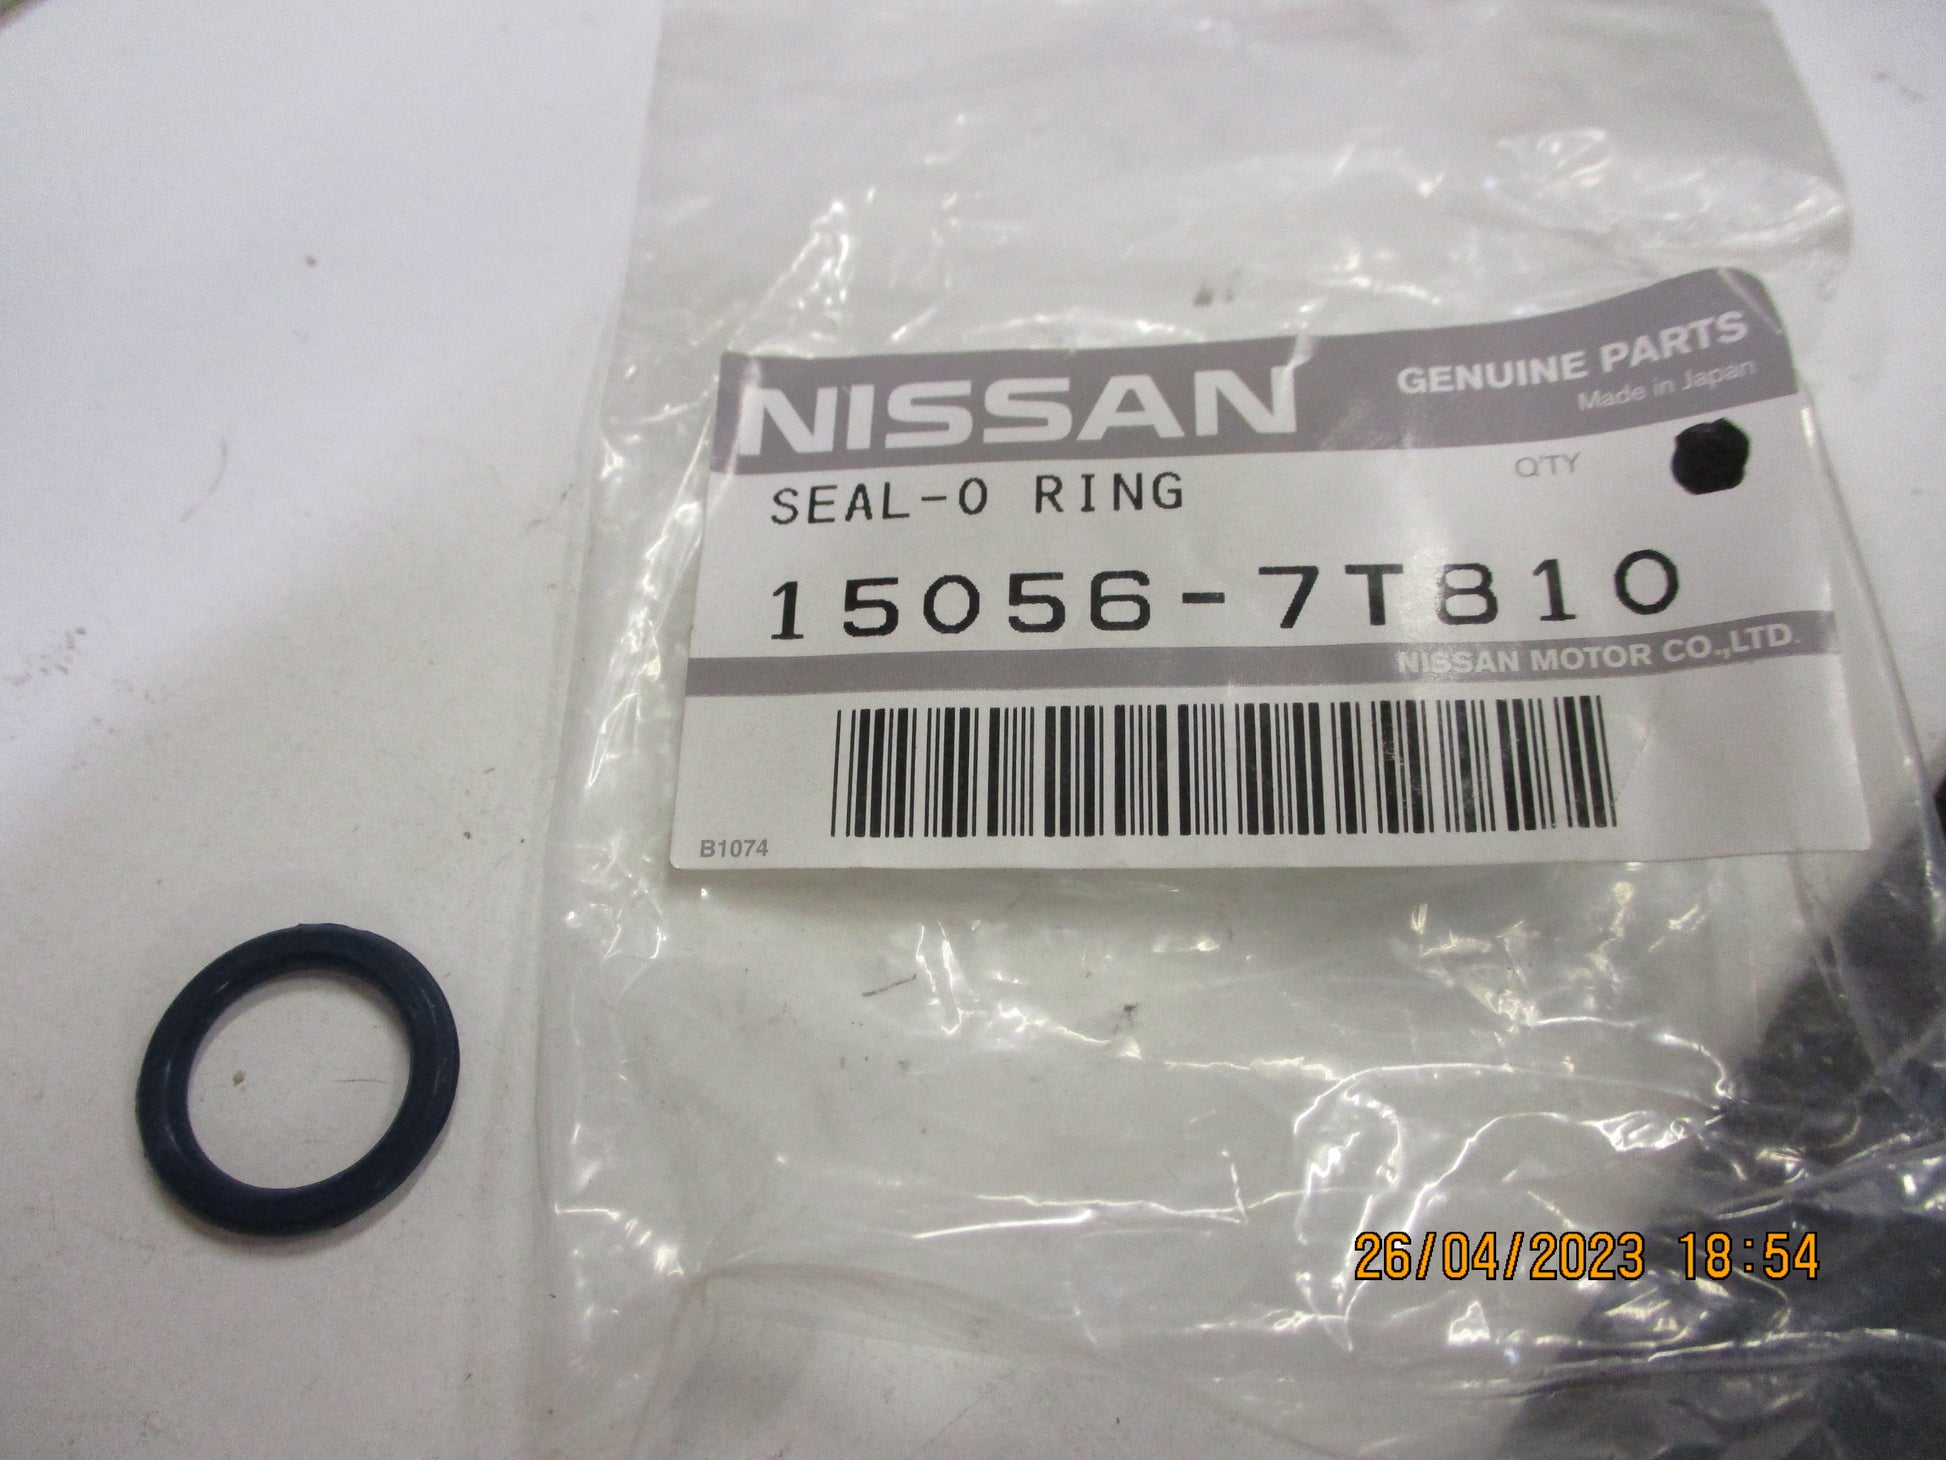 NISSAN
GENUINE PARTS
Made in Japan
SEAL-O RING
Q'TY
15056-7T810
NISSAN MOTOR CO.,LTD.
B1074
26/04/2023 18:54